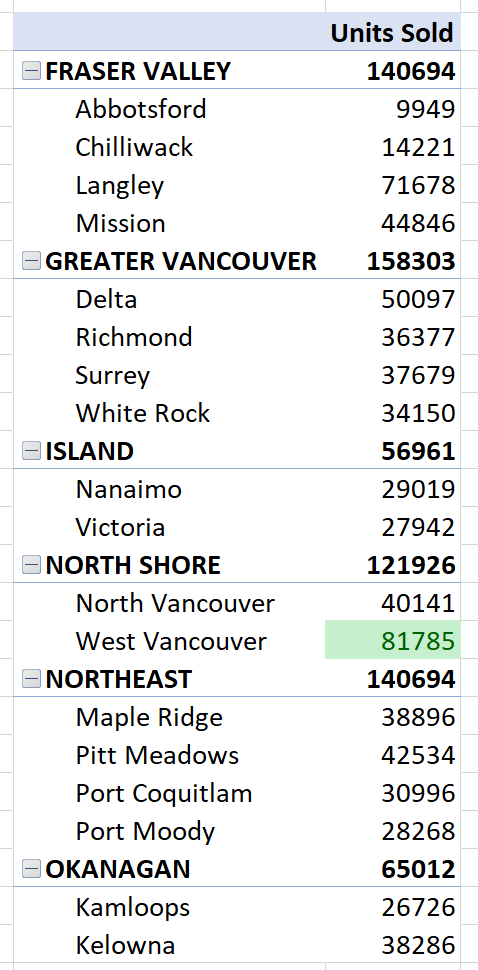 Units Sold
FRASER VALLEY 140694
Abbotsford 9949
Chilliwack 14221
Langley 71678
Mission 44846
GREATER VANCOUVER 158303
Delta 50097
Richmond 36377
Surrey 37679
White Rock 34150
ISLAND 56961
Nanaimo 29019
Victoria 27942
NORTH SHORE 121926
North Vancouver 40141
West Vancouver 81785
NORTHEAST 140694
Maple Ridge 38896
Pitt Meadows 42534
Port Coquitlam 30996
Port Moody 28268
OKANAGAN 65012
Kamloops 26726
Kelowna 38286